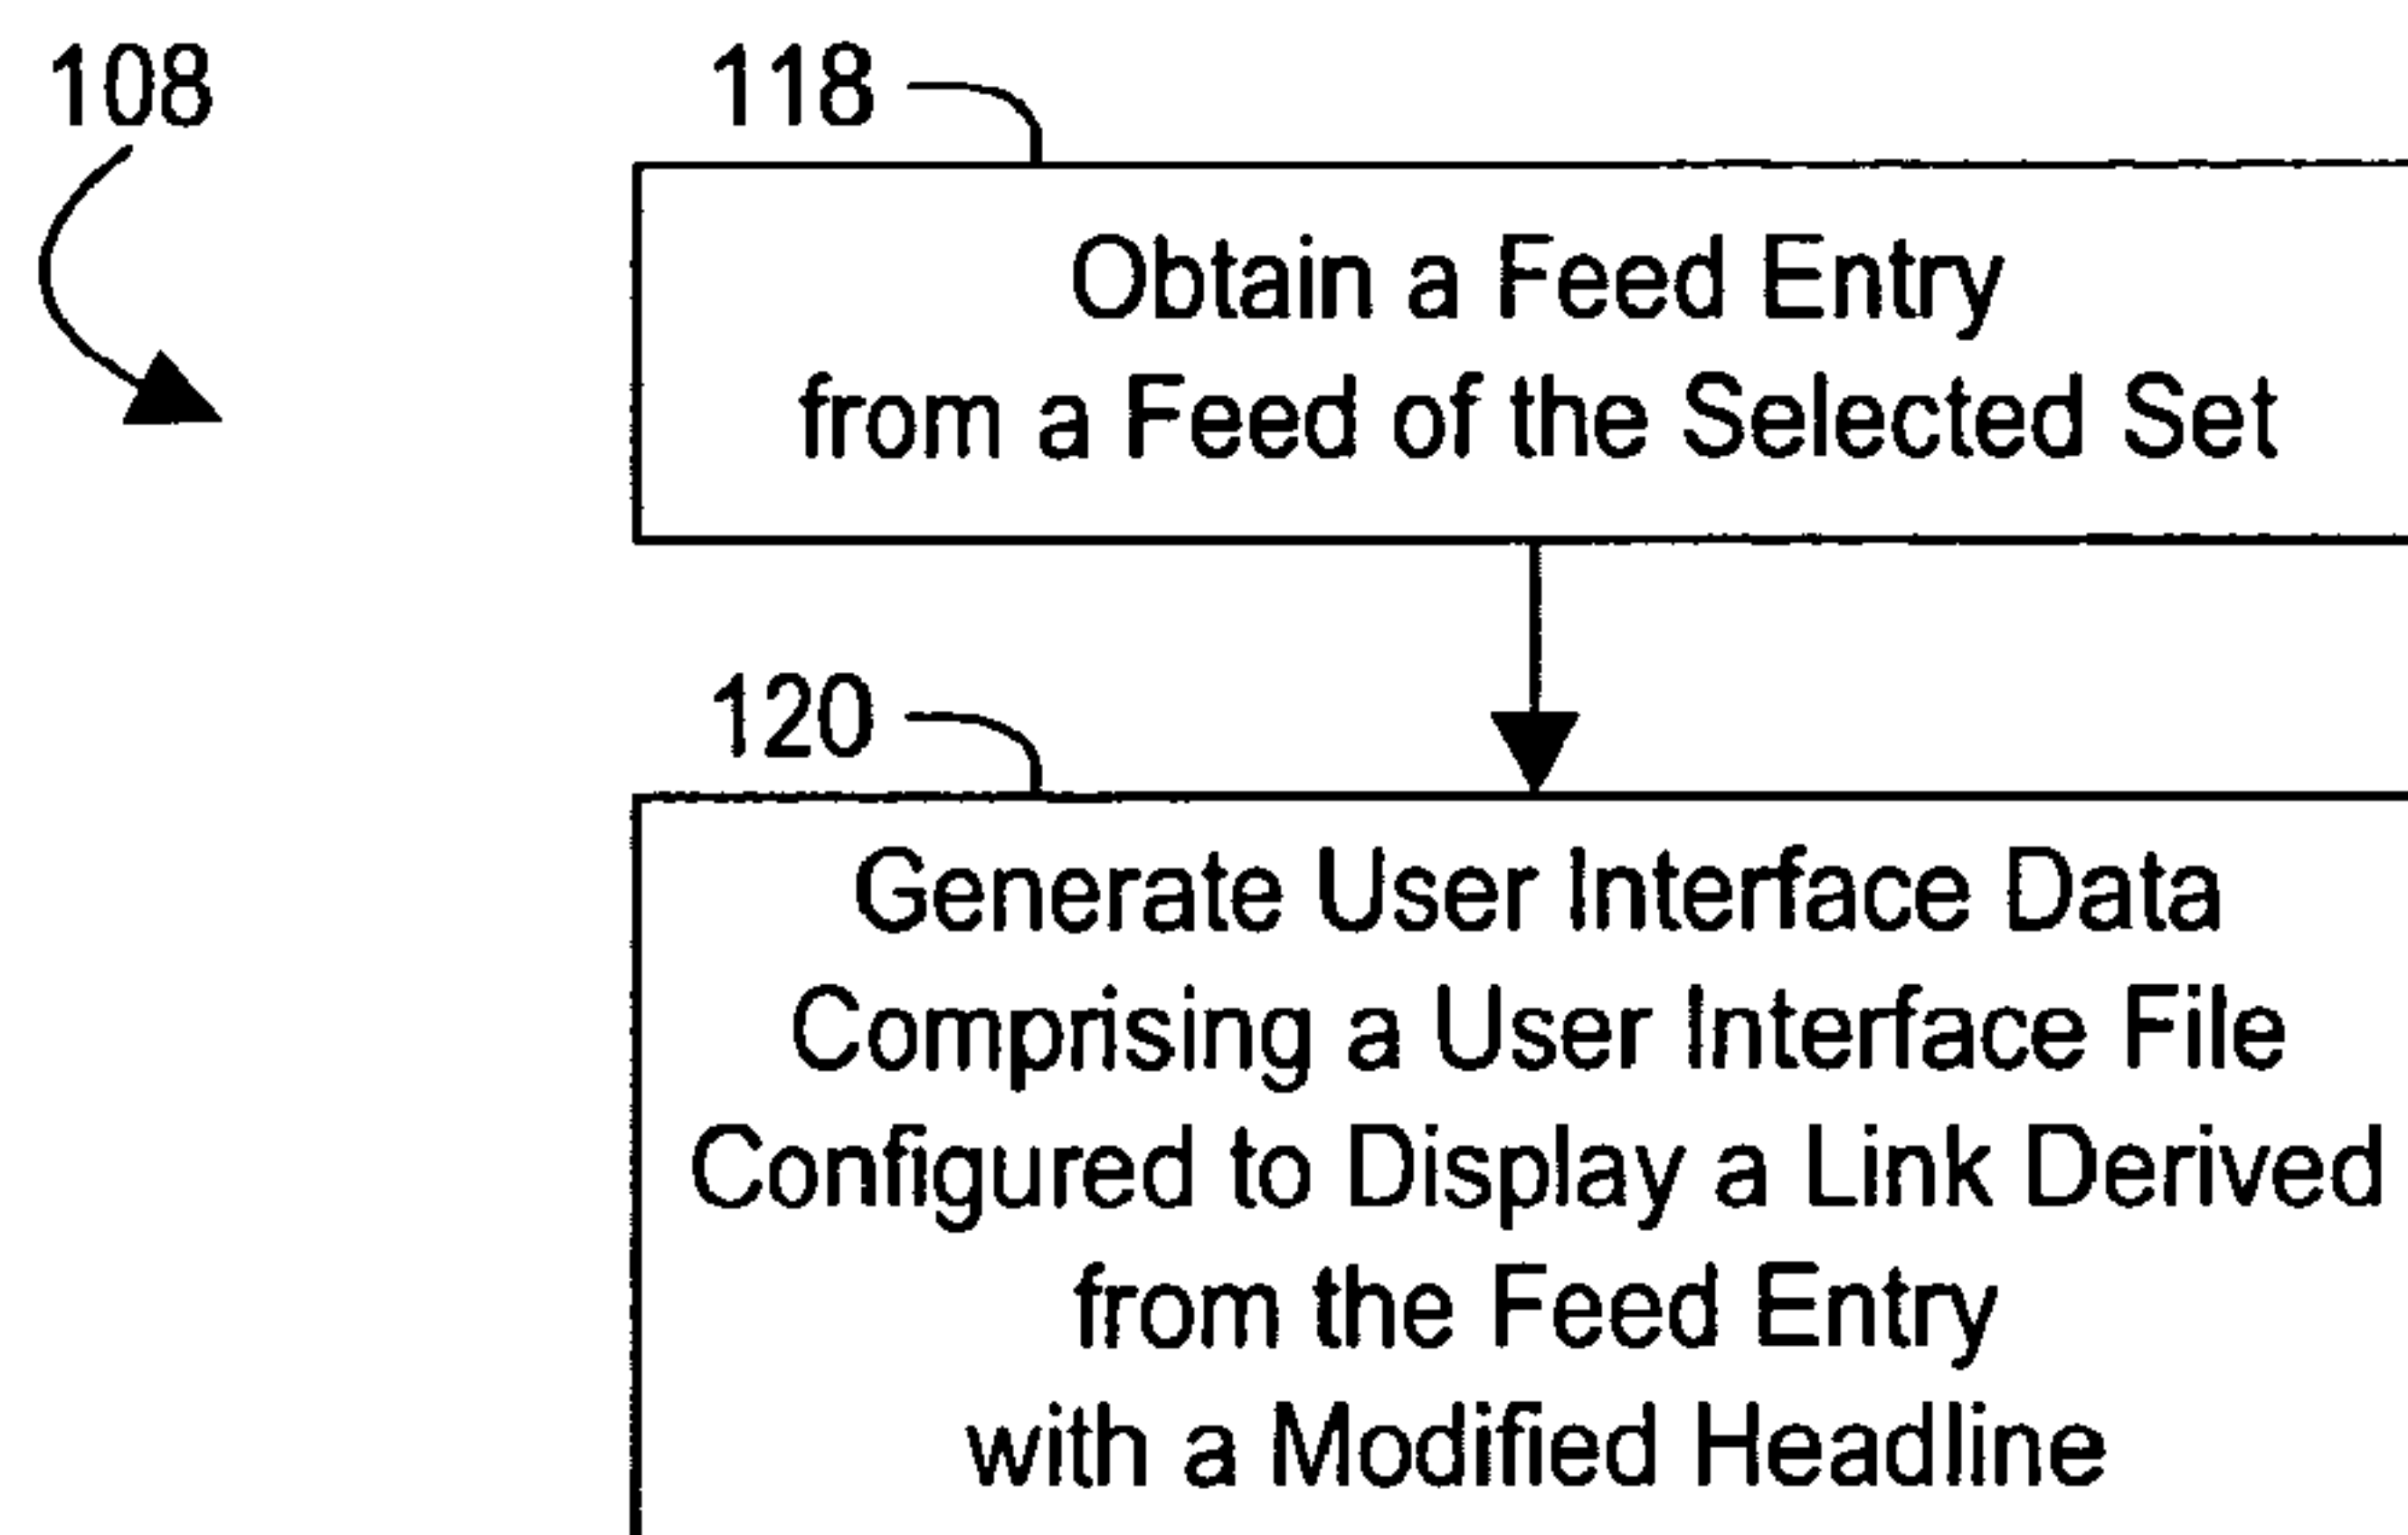 108
118
Obtain a Feed Entry
from a Feed of the Selected Set
120
Generate User Interface Data
Comprising a User Interface File
Configured to Display a Link Derived
from the Feed Entry
with a Modified Headline